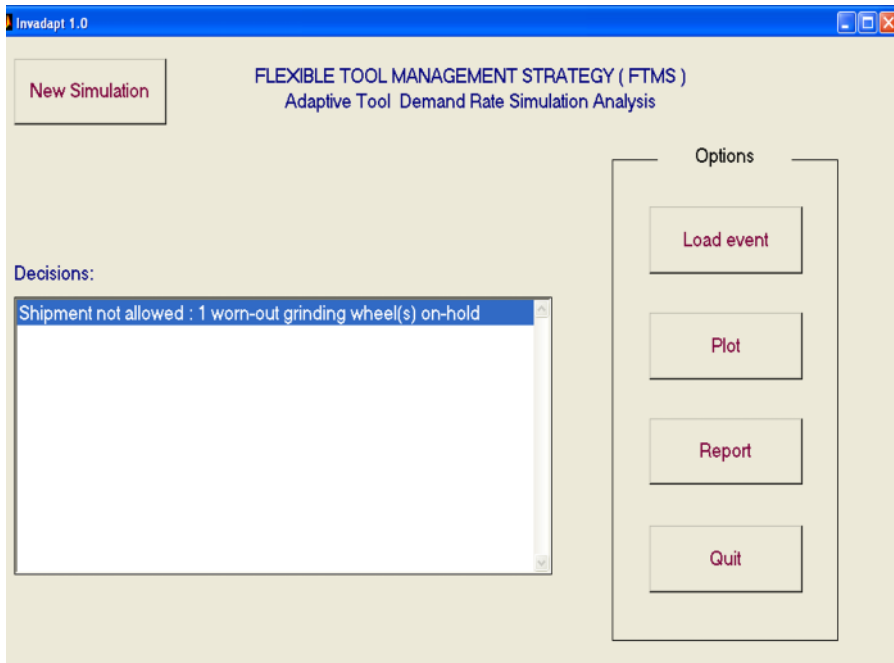 Invadapt 1.0
New Simulation
FLEXIBLE TOOL MANAGEMENT STRATEGY ( FTMS )
Adaptive Tool Demand Rate Simulation Analysis
Options
Load event
Decisions:
Shipment not allowed : 1 worn-out grinding wheel(s) on-hold
Plot
Report
Quit